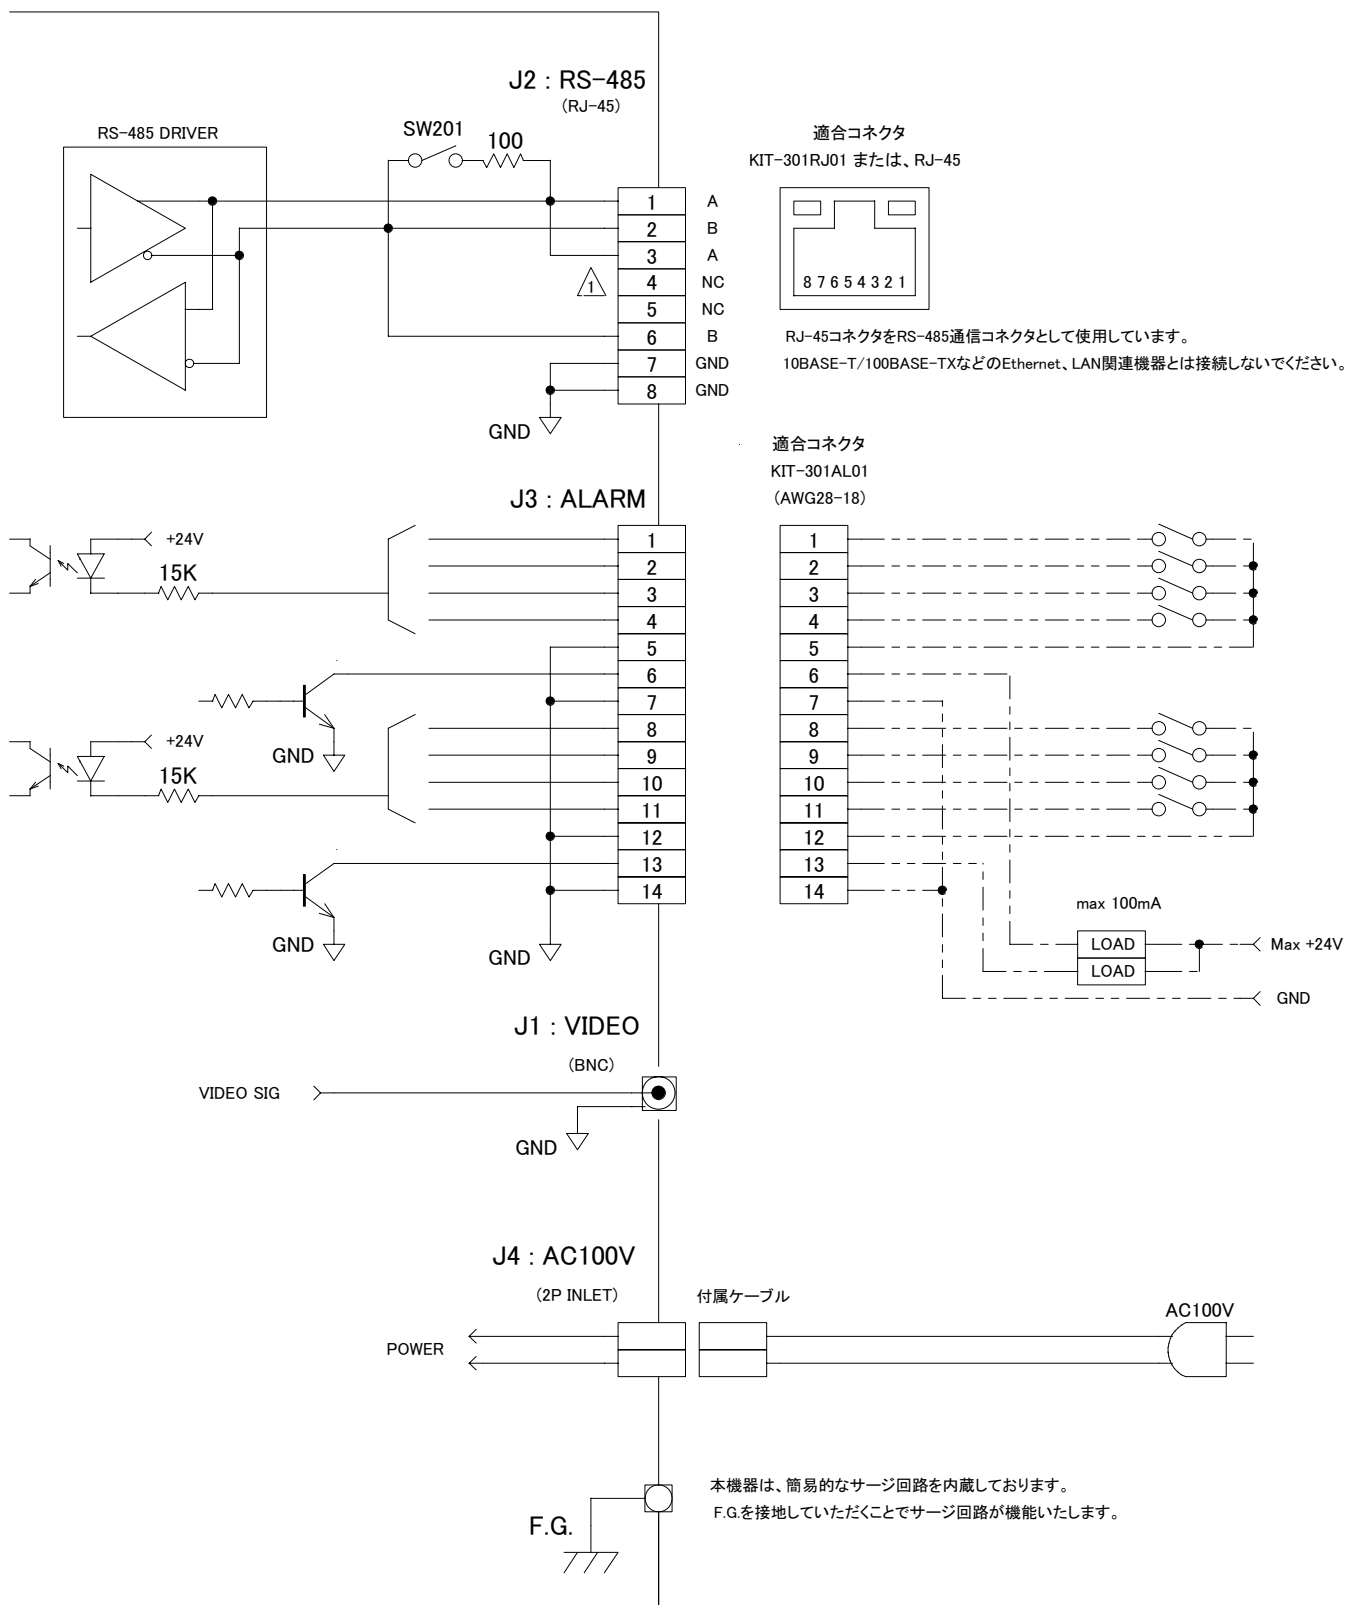 J2 : RS-485
(RJ-45)
RS-485 DRIVER
SW201
100
適合コネクタ
KIT-301RJ01 または、RJ-45
1 A
2 B
3 A
4 NC
5 NC
6 B
7 GND
8 GND
1
8 7 6 5 4 3 2 1
RJ-45コネクタをRS-485通信コネクタとして使用しています。
10BASE-T/100BASE-TXなどのEthernet、LAN関連機器とは接続しないでください。
GND
適合コネクタ
KIT-301AL01
(AWG28-18)
J3 : ALARM
+24V
15K
1
2
3
4
5
6
7
8
9
10
11
12
13
14
1
2
3
4
5
6
7
8
9
10
11
12
13
14
GND
+24V
15K
GND
GND
max 100mA
LOAD
LOAD
Max +24V
GND
J1 : VIDEO
(BNC)
VIDEO SIG
GND
J4 : AC100V
(2P INLET)
付属ケーブル
AC100V
POWER
本機器は、簡易的なサージ回路を内蔵しております。
F.G.を接地していただくことでサージ回路が機能いたします。
F.G.